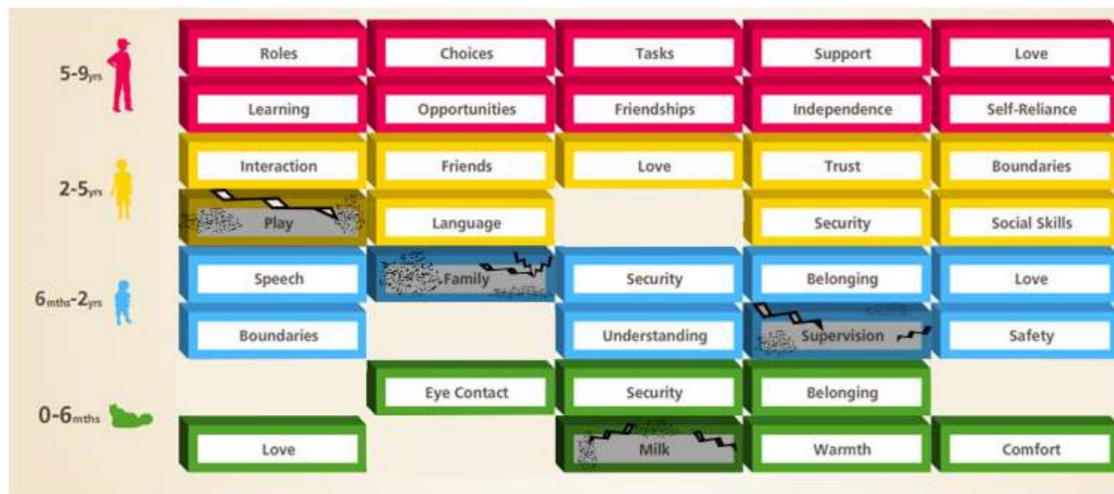 Roles Choices Tasks Support Love
5-9yrs
Learning Opportunities Friendships Independence Self-Reliance
Interaction Friends Love Trust Boundaries
2-5yrs
Play Language Security Social Skills
Speech Family Security Belonging Love
6mths-2yrs
Boundaries Understanding Supervision Safety
Eye Contact Security Belonging
0-6mths
Love Milk Warmth Comfort